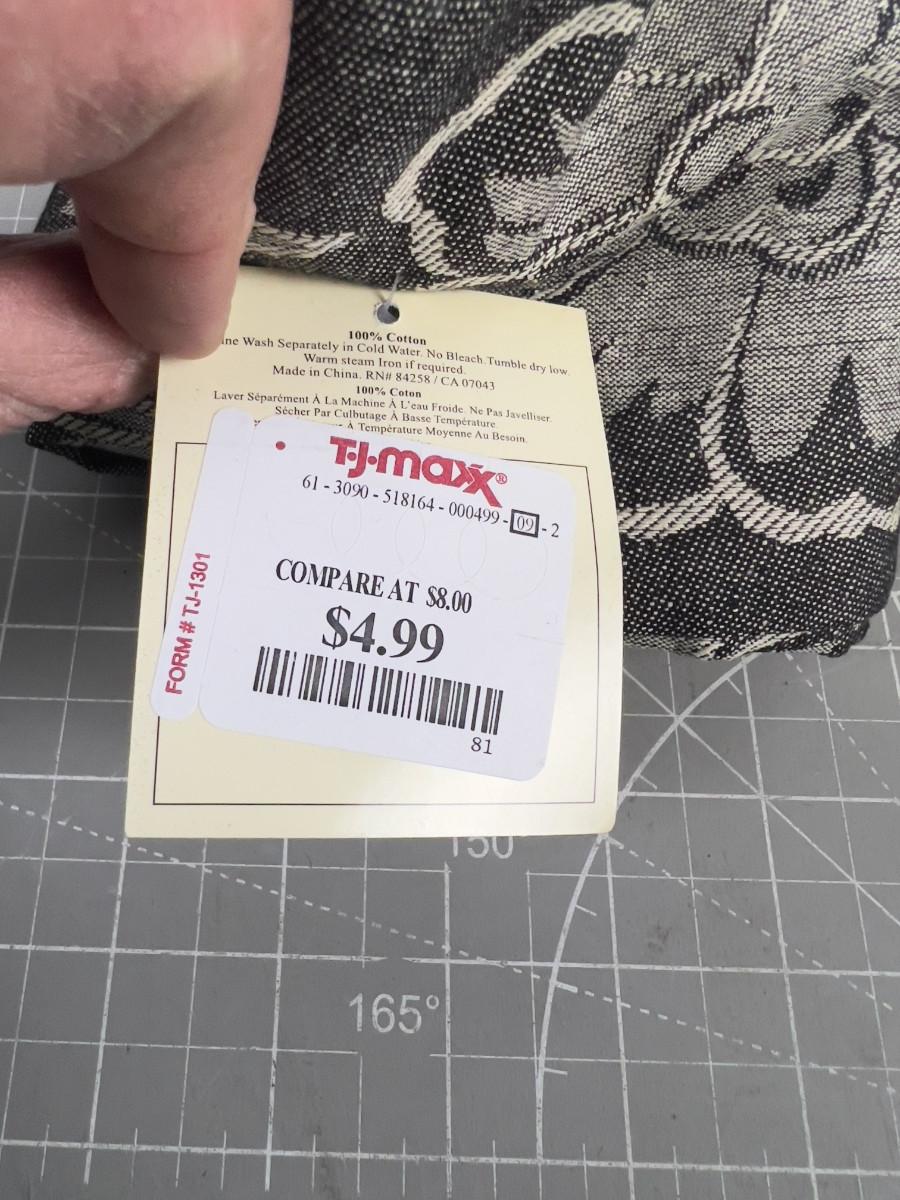 100% Cotton
Wash Separately in Cold Water. No Bleach.Tumble dry low.
Warm steam Iron if required.
Made in China. RN# 84258 / CA 07043
100% Coton
Laver Séparément À La Machine À L'eau Froide. Ne Pas Javelliser.
Sécher Par Culbutage À Basse Température.
À Température Moyenne Au Besoin.
T·J·maxx®
61 - 3090 - 518164 - 000499 - 09 - 2
COMPARE AT $8.00
$4.99
81
FORM # TJ-1301
150°
165°